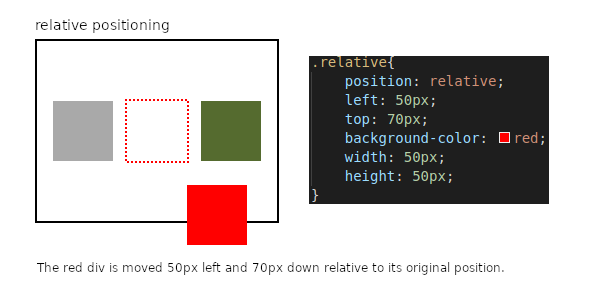 relative positioning
.relative{
position: relative;
left: 50px;
top: 70px;
background-color: red;
width: 50px;
height: 50px;
}
The red div is moved 50px left and 70px down relative to its original position.